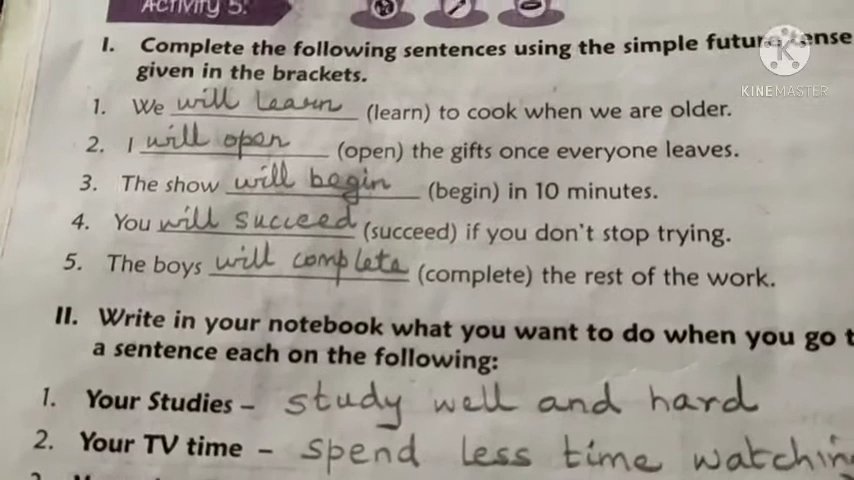 Activity 5:
I. Complete the following sentences using the simple future tense
given in the brackets.
1. We will learn (learn) to cook when we are older.
2. I will open (open) the gifts once everyone leaves.
3. The show will begin (begin) in 10 minutes.
4. You will succeed (succeed) if you don't stop trying.
5. The boys will complete (complete) the rest of the work.
II. Write in your notebook what you want to do when you go t
a sentence each on the following:
1. Your Studies – study well and hard
2. Your TV time – spend less time watching
KINEMASTER